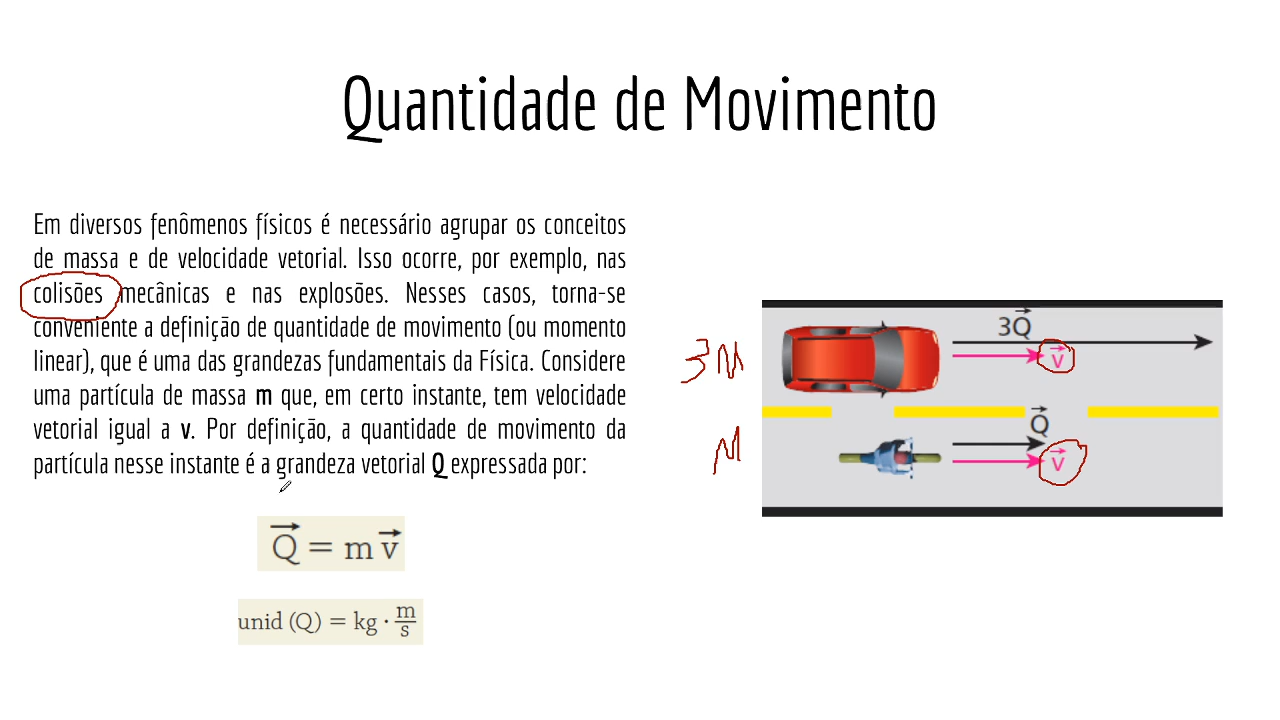 Quantidade de Movimento
Em diversos fenômenos físicos é necessário agrupar os conceitos
de massa e de velocidade vetorial. Isso ocorre, por exemplo, nas
colisões mecânicas e nas explosões. Nesses casos, torna-se
conveniente a definição de quantidade de movimento (ou momento
linear), que é uma das grandezas fundamentais da Física. Considere
uma partícula de massa m que, em certo instante, tem velocidade
vetorial igual a v. Por definição, a quantidade de movimento da
partícula nesse instante é a grandeza vetorial Q expressada por:
Q⃗ = m v⃗
unid (Q) = kg · m/s
3M
3Q⃗
v⃗
M
Q⃗
v⃗